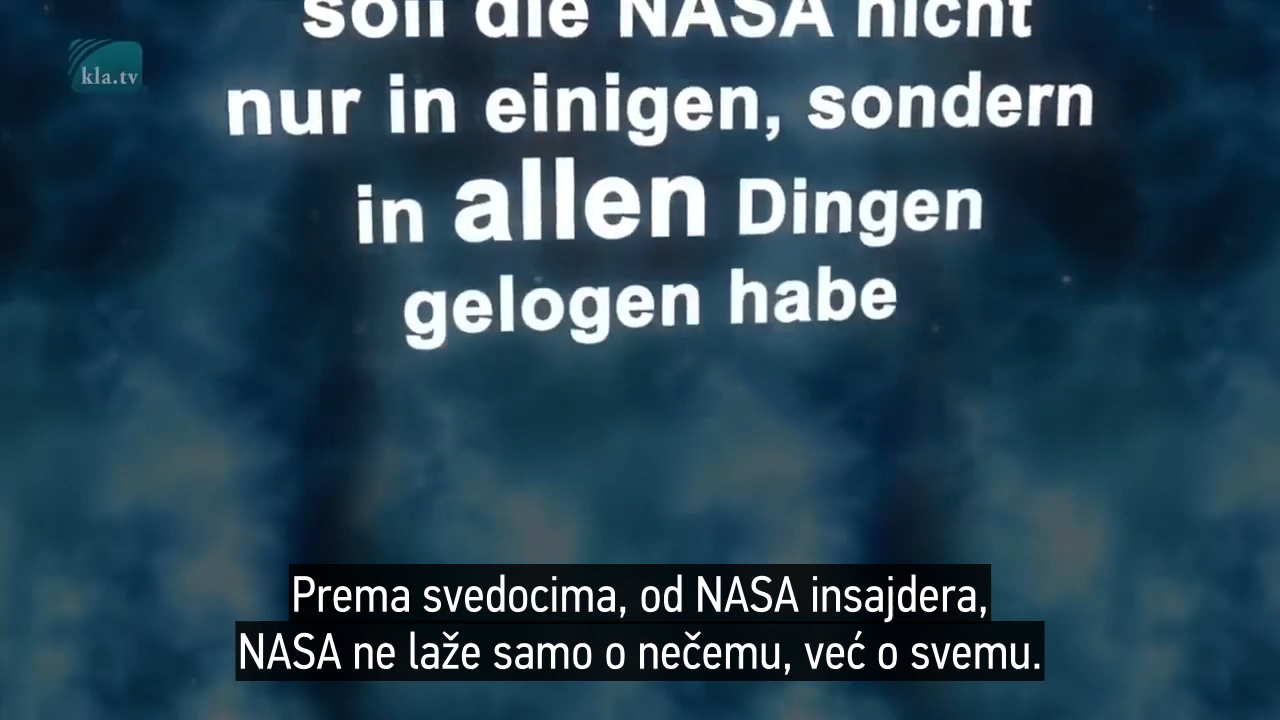 soll die NASA nicht
kla.tv
nur in einigen, sondern
in allen Dingen
gelogen habe
Prema svedocima, od NASA insajdera,
NASA ne laže samo o nečemu, već o svemu.